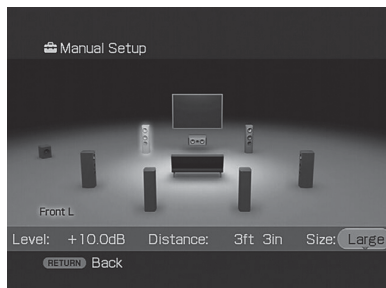 Manual Setup
Front L
Level: +10.0dB Distance: 3ft 3in Size: Large
RETURN Back